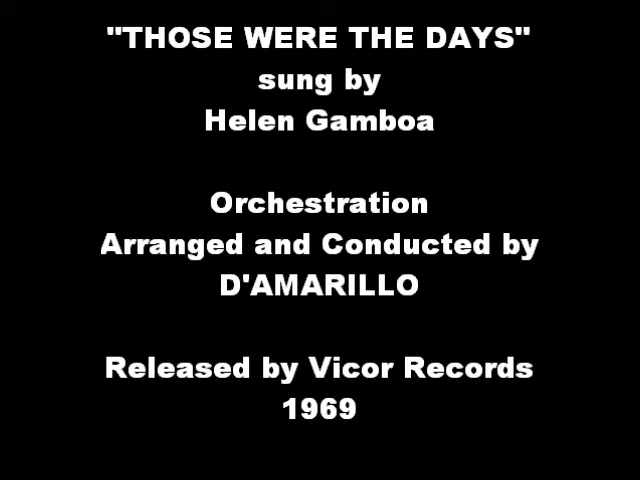 "THOSE WERE THE DAYS"
sung by
Helen Gamboa
Orchestration
Arranged and Conducted by
D'AMARILLO
Released by Vicor Records
1969